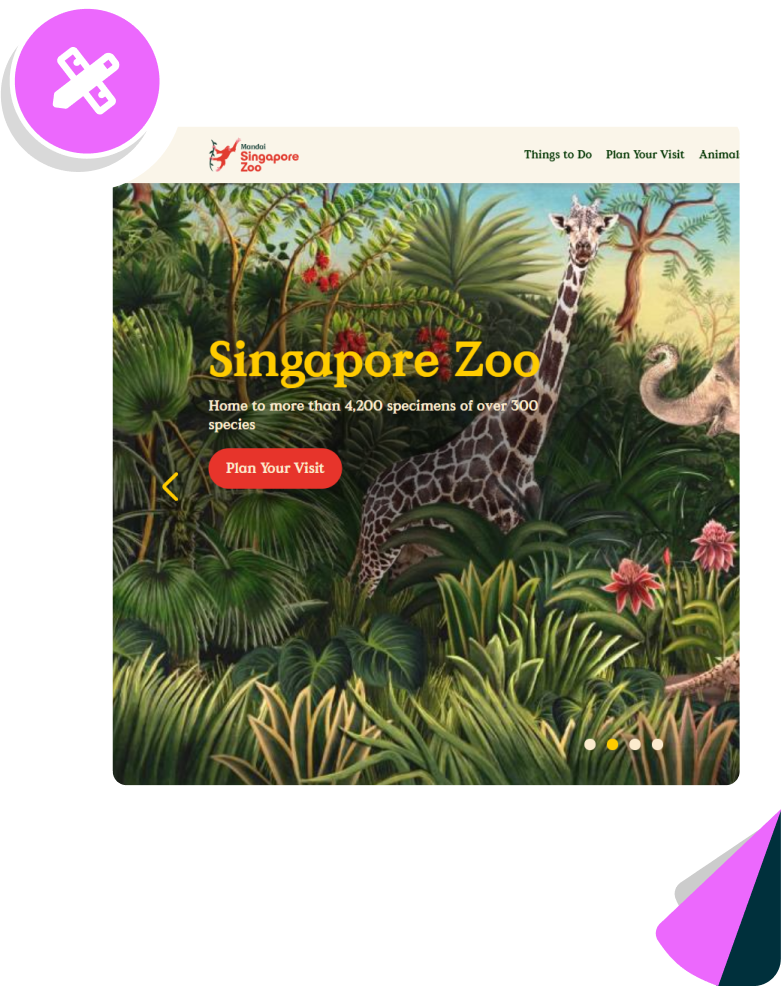 Mandai
Singapore
Zoo
Things to Do Plan Your Visit Animal
Singapore Zoo
Home to more than 4,200 specimens of over 300
species
Plan Your Visit